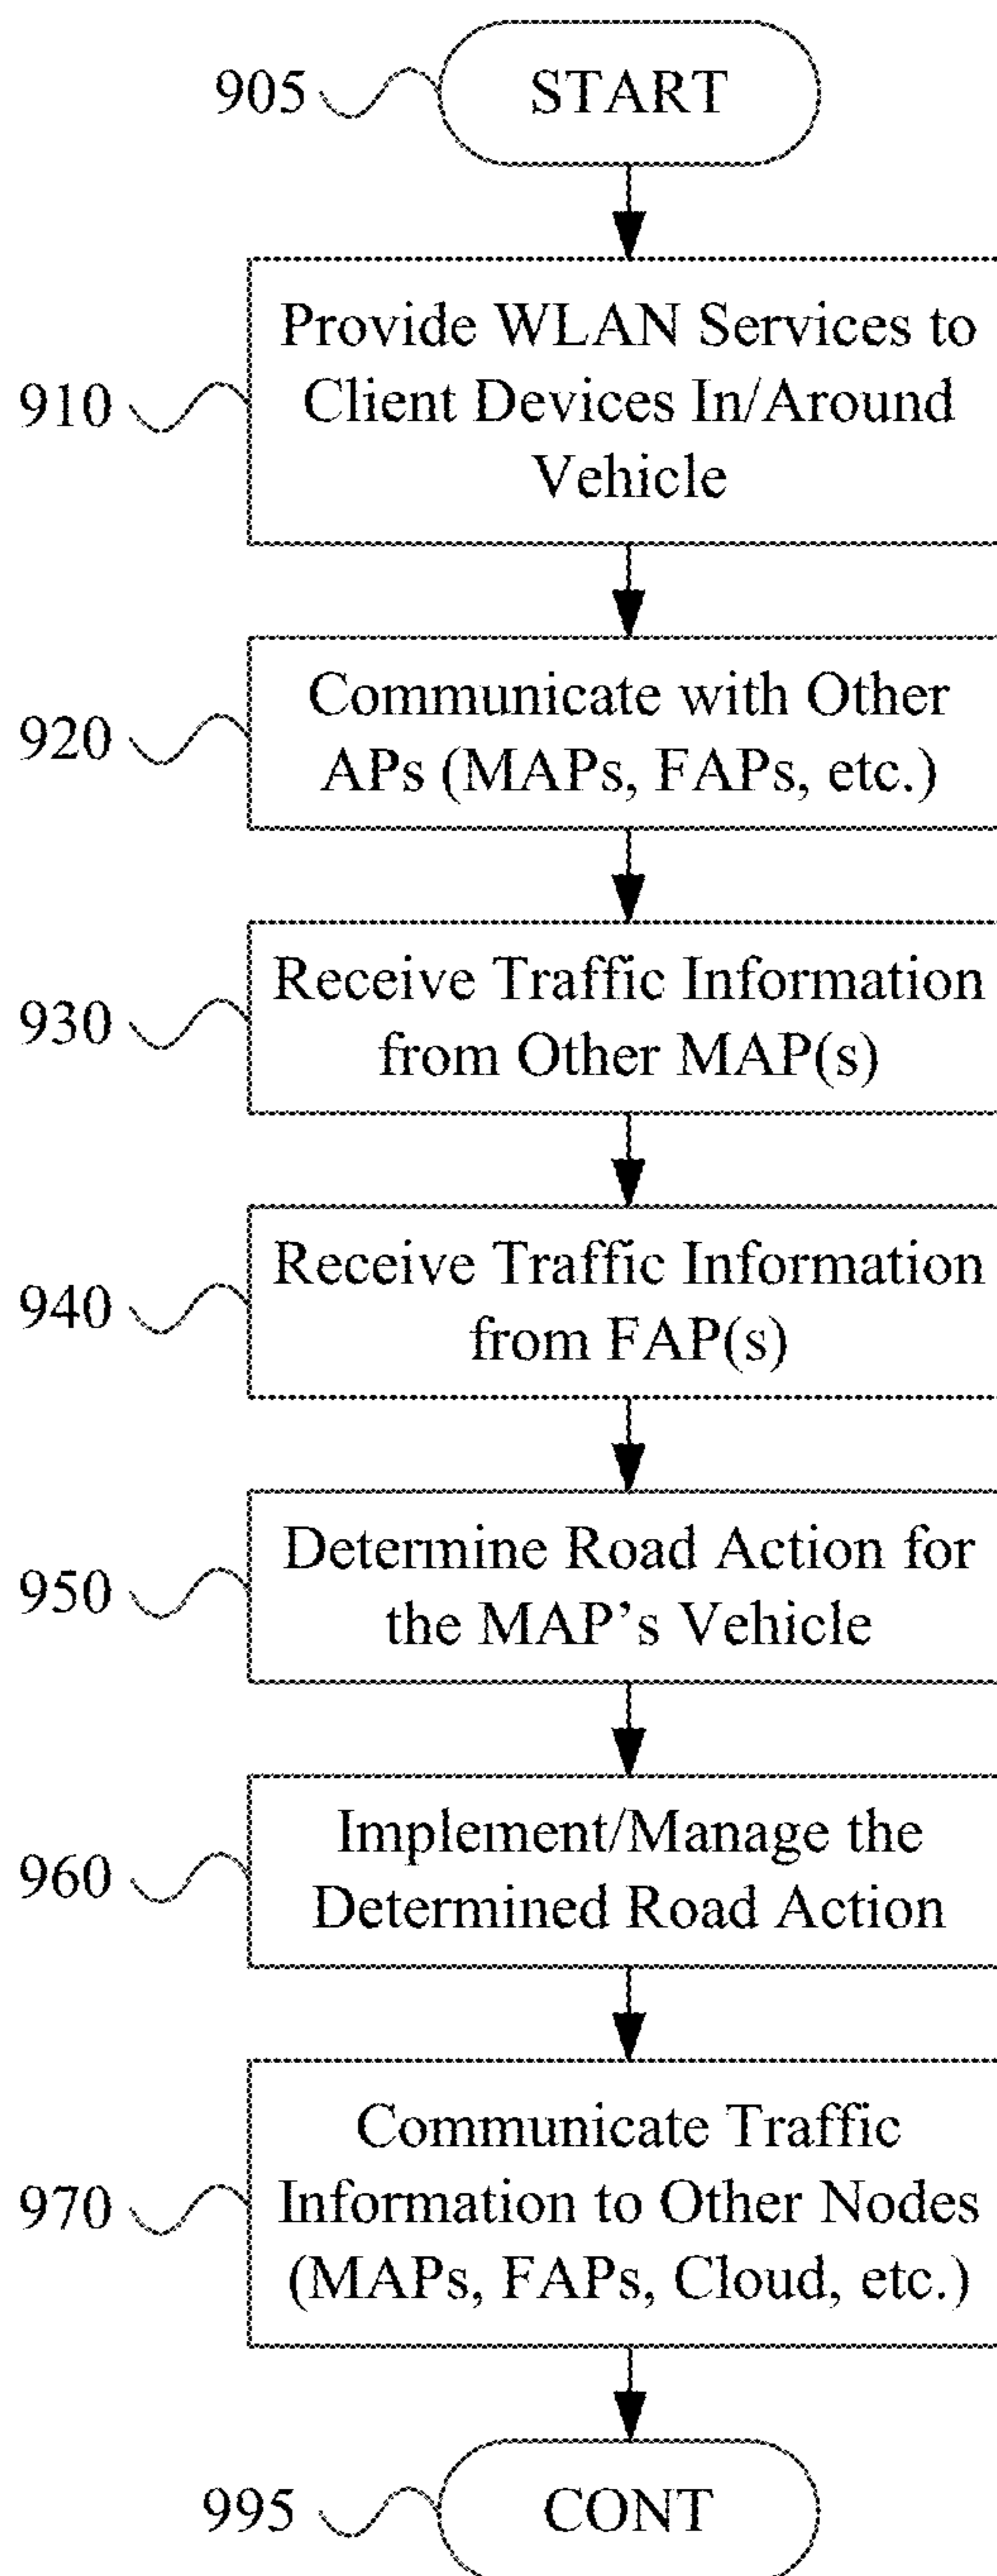 905
START
910
Provide WLAN Services to
Client Devices In/Around
Vehicle
920
Communicate with Other
APs (MAPs, FAPs, etc.)
930
Receive Traffic Information
from Other MAP(s)
940
Receive Traffic Information
from FAP(s)
950
Determine Road Action for
the MAP's Vehicle
960
Implement/Manage the
Determined Road Action
970
Communicate Traffic
Information to Other Nodes
(MAPs, FAPs, Cloud, etc.)
995
CONT